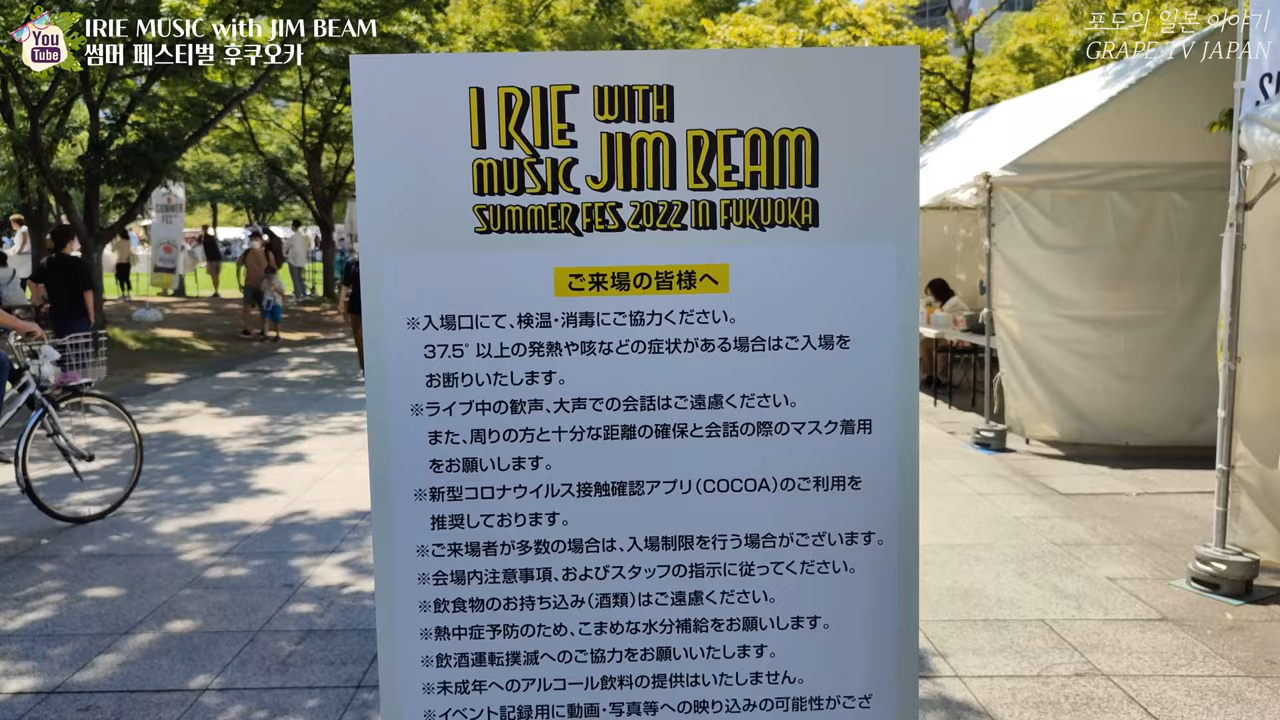 You
Tube
IRIE MUSIC with JIM BEAM
썸머 페스티벌 후쿠오카
포도의 일본 이야기
GRAPE TV JAPAN
IRIE WITH
MUSIC JIM BEAM
SUMMER FES 2022 IN FUKUOKA
ご来場の皆様へ
※入場口にて、検温・消毒にご協力ください。
37.5°以上の発熱や咳などの症状がある場合はご入場を
お断りいたします。
※ライブ中の歓声、大声での会話はご遠慮ください。
また、周りの方と十分な距離の確保と会話の際のマスク着用
をお願いします。
※新型コロナウイルス接触確認アプリ(COCOA)のご利用を
推奨しております。
※ご来場者が多数の場合は、入場制限を行う場合がございます。
※会場内注意事項、およびスタッフの指示に従ってください。
※飲食物のお持ち込み(酒類)はご遠慮ください。
※熱中症予防のため、こまめな水分補給をお願いします。
※飲酒運転撲滅へのご協力をお願いいたします。
※未成年へのアルコール飲料の提供はいたしません。
※イベント記録用に動画・写真等への映り込みの可能性がござ
SUMMER
FES